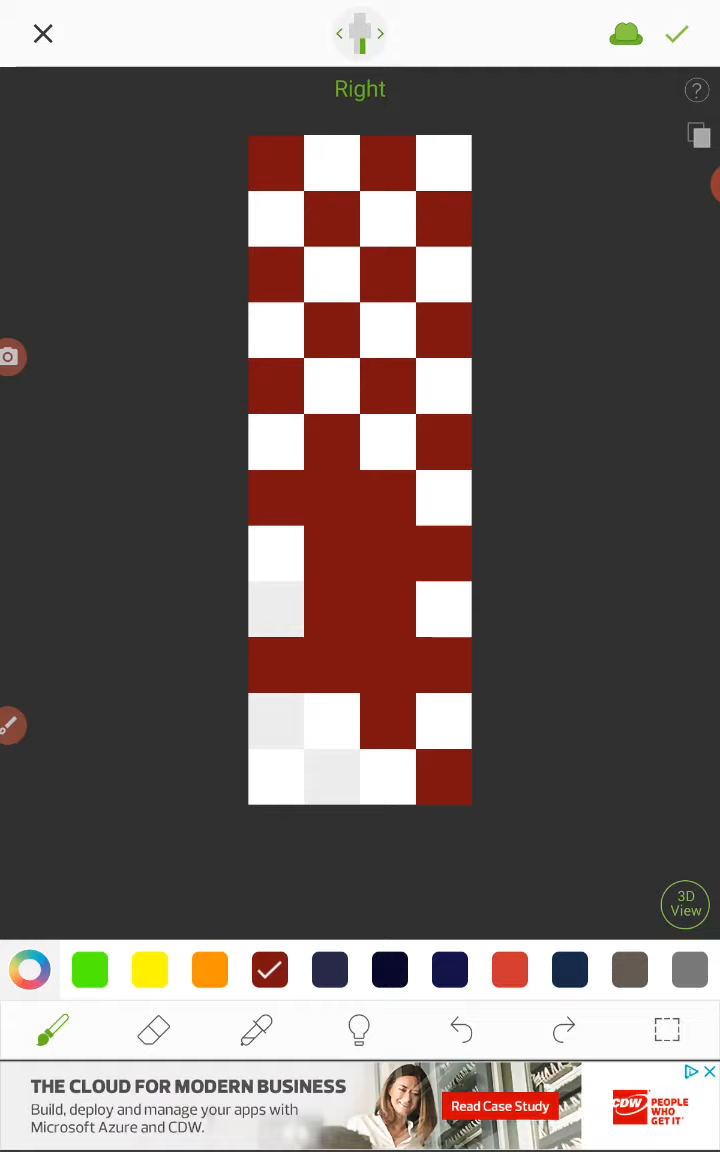 Right
?
3D
View
THE CLOUD FOR MODERN BUSINESS
Build, deploy and manage your apps with
Microsoft Azure and CDW.
Read Case Study
CDW
PEOPLE
WHO
GET IT